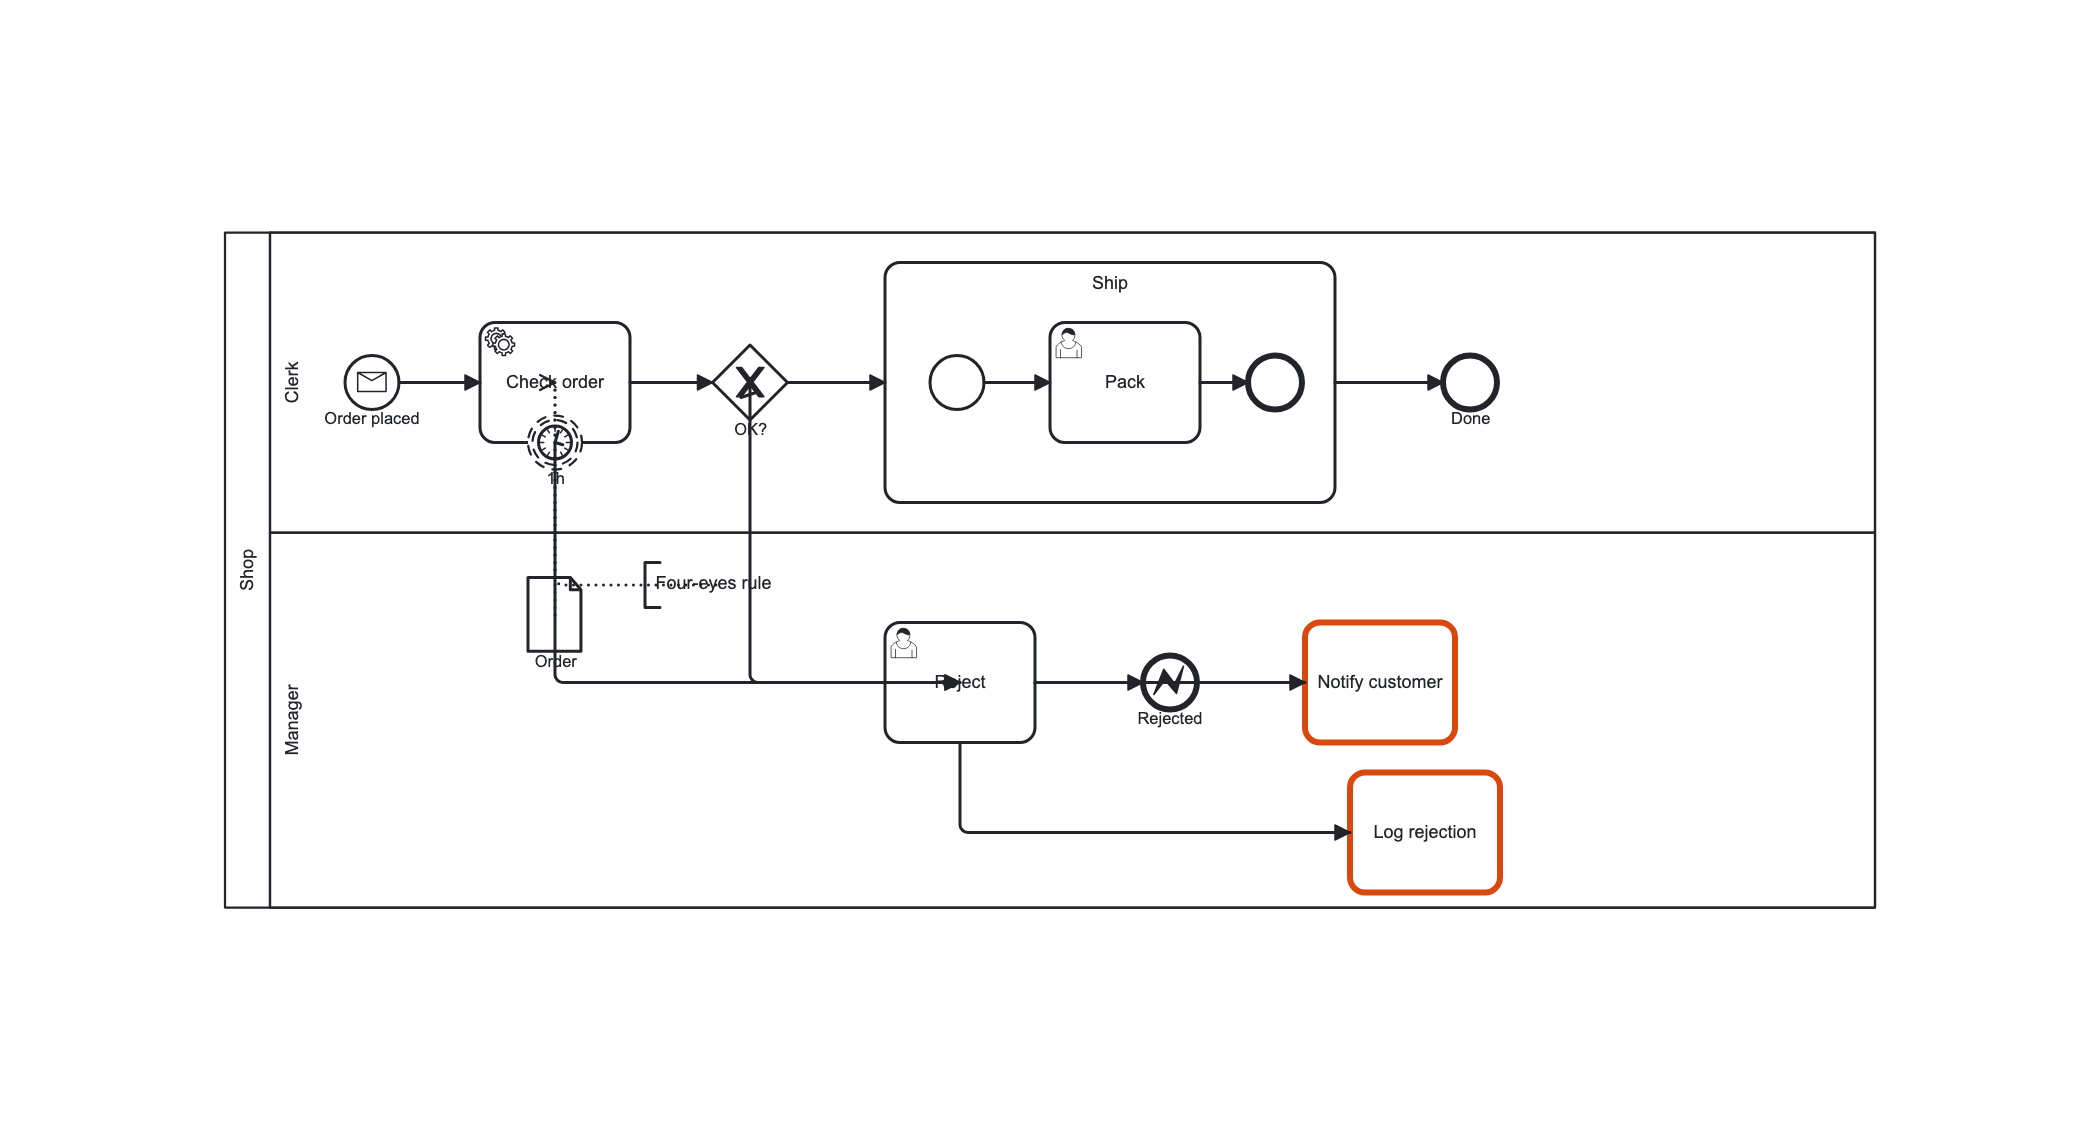 Shop
Clerk
Order placed
Check order
1h
OK?
Ship
Pack
Done
Manager
Four-eyes rule
Order
Reject
Rejected
Notify customer
Log rejection